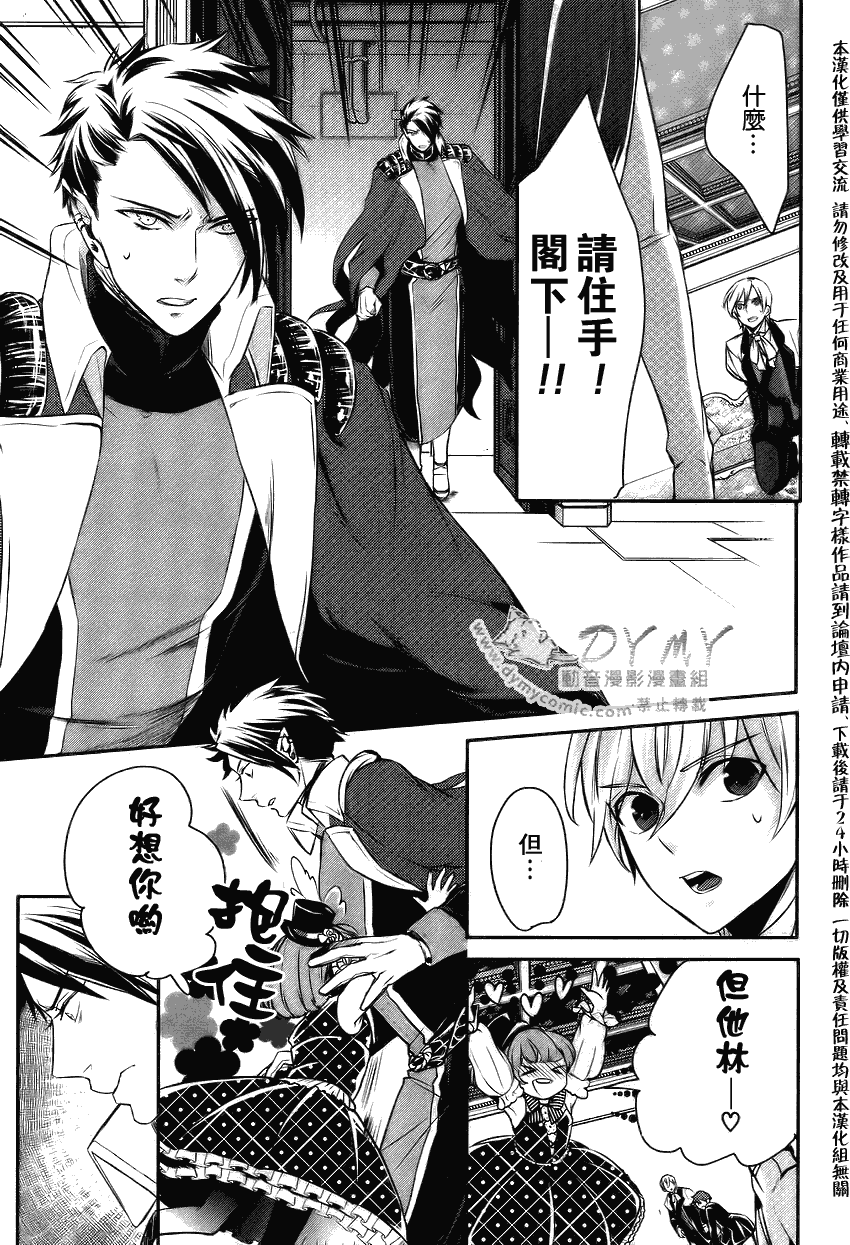 什麼…
請住手！
閣下——!!
但…
但他林—♡
抱住
好想你喲
DYMY
動音漫影漫畫組
www.dymycomic.com
禁止轉載
本漢化僅供學習交流 請勿修改及用于任何商業用途、轉載禁轉字樣作品請到論壇內申請、下載後請于24小時刪除 一切版權及責任問題均與本漢化組無關